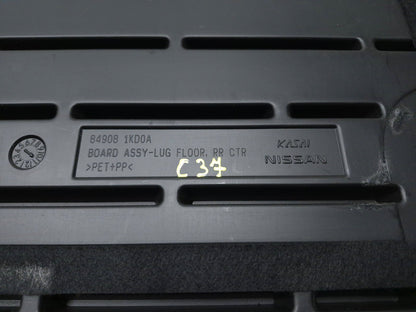 84908 1KD0A
BOARD ASSY-LUG FLOOR, RR CTR
>PET+PP<
KASAI
NISSAN
C37